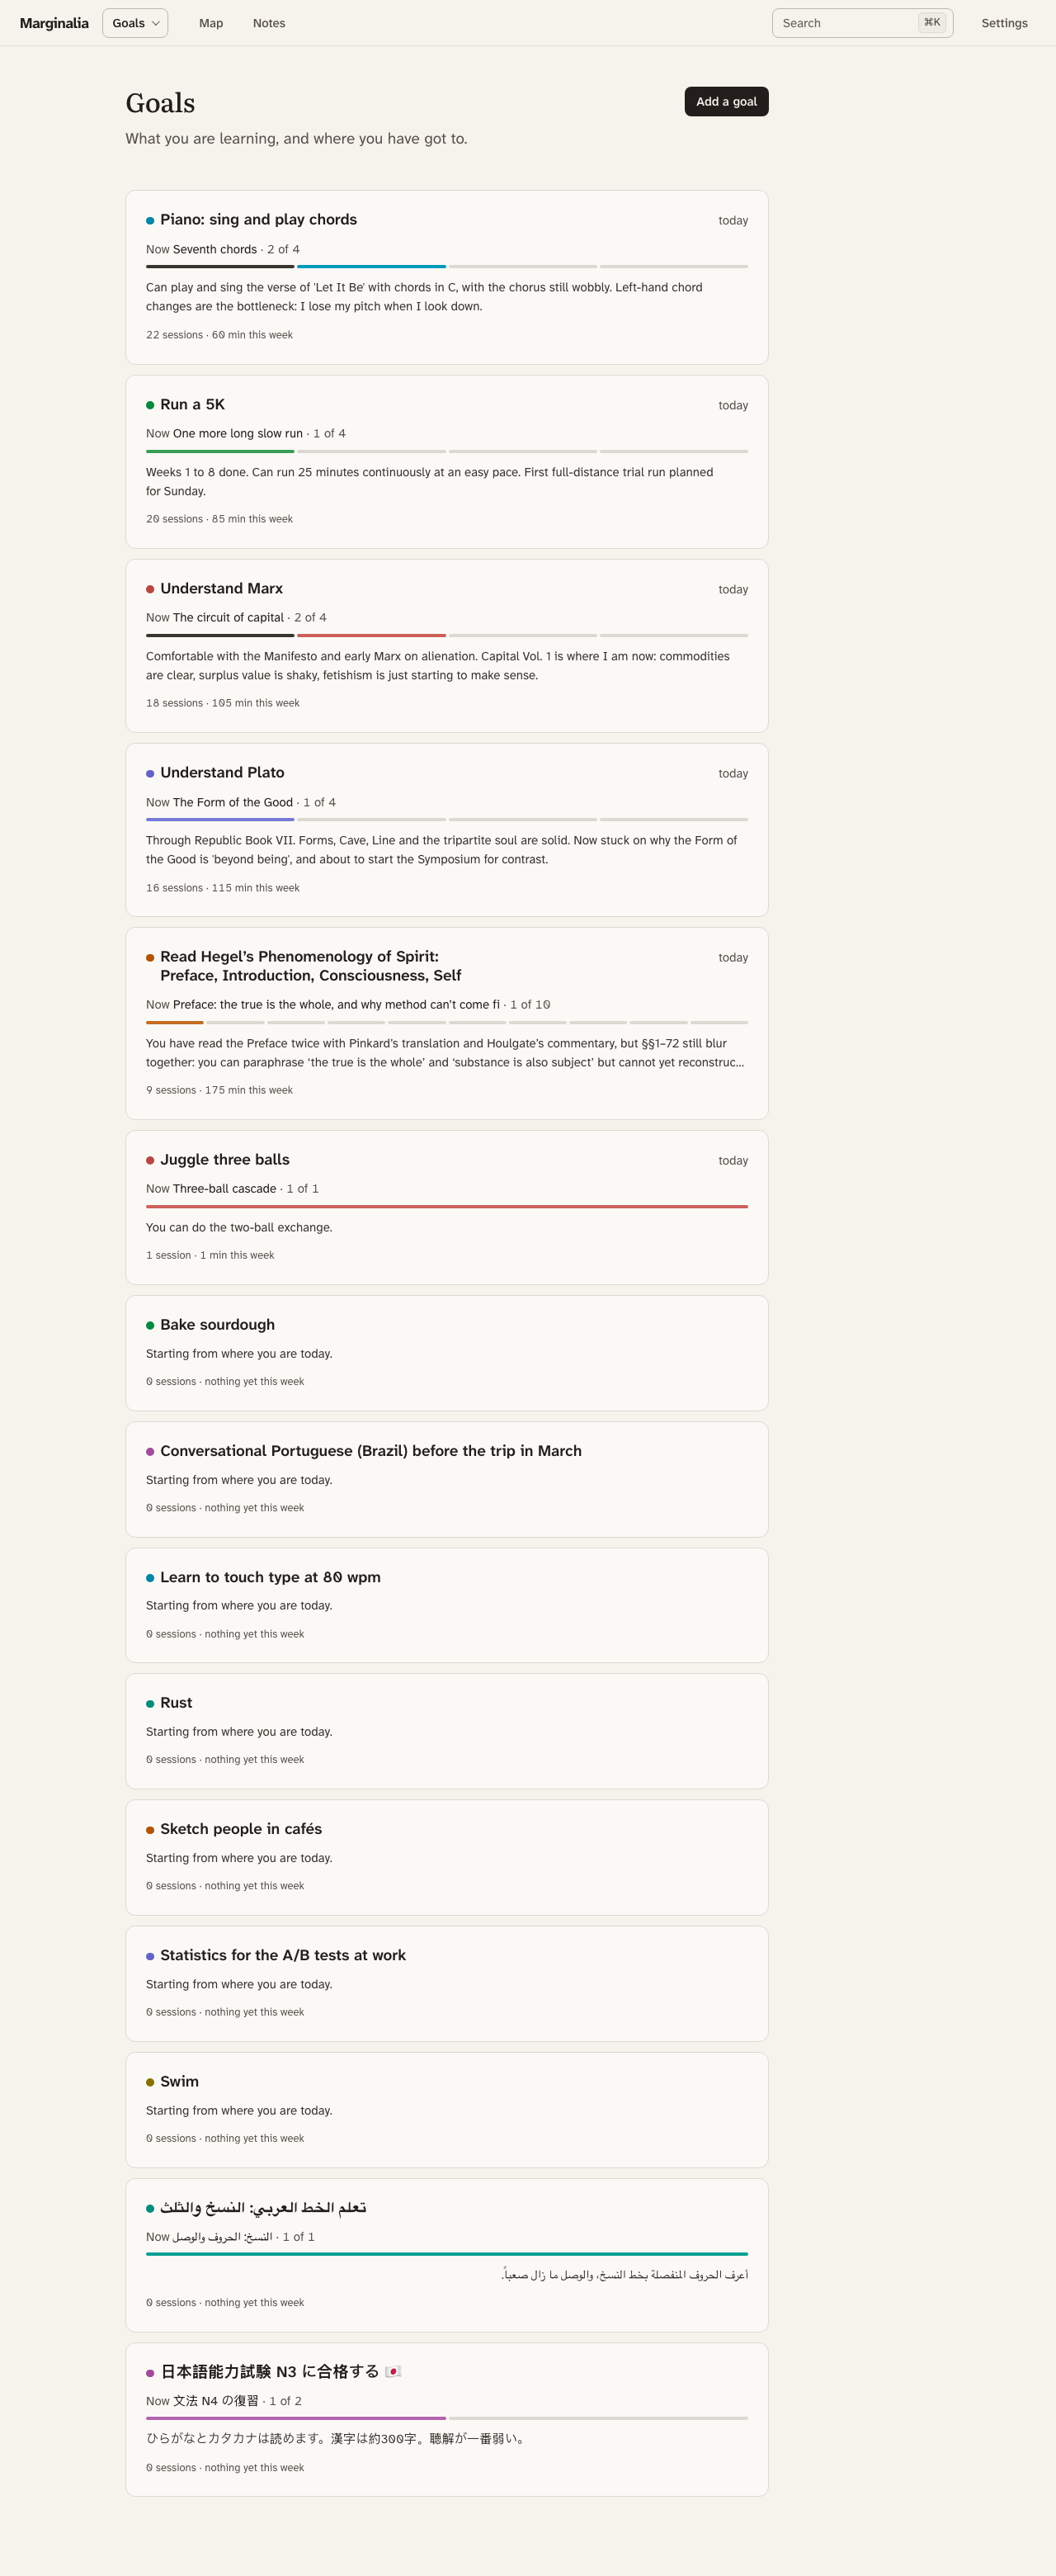 Marginalia Goals Map Notes Search ⌘K Settings
Goals
Add a goal
What you are learning, and where you have got to.
Piano: sing and play chords today
Now Seventh chords · 2 of 4
Can play and sing the verse of 'Let It Be' with chords in C, with the chorus still wobbly. Left-hand chord
changes are the bottleneck: I lose my pitch when I look down.
22 sessions · 60 min this week
Run a 5K today
Now One more long slow run · 1 of 4
Weeks 1 to 8 done. Can run 25 minutes continuously at an easy pace. First full-distance trial run planned
for Sunday.
20 sessions · 85 min this week
Understand Marx today
Now The circuit of capital · 2 of 4
Comfortable with the Manifesto and early Marx on alienation. Capital Vol. 1 is where I am now: commodities
are clear, surplus value is shaky, fetishism is just starting to make sense.
18 sessions · 105 min this week
Understand Plato today
Now The Form of the Good · 1 of 4
Through Republic Book VII. Forms, Cave, Line and the tripartite soul are solid. Now stuck on why the Form of
the Good is 'beyond being', and about to start the Symposium for contrast.
16 sessions · 115 min this week
Read Hegel’s Phenomenology of Spirit: today
Preface, Introduction, Consciousness, Self
Now Preface: the true is the whole, and why method can’t come fi · 1 of 10
You have read the Preface twice with Pinkard’s translation and Houlgate’s commentary, but §§1–72 still blur
together: you can paraphrase ‘the true is the whole’ and ‘substance is also subject’ but cannot yet reconstruc…
9 sessions · 175 min this week
Juggle three balls today
Now Three-ball cascade · 1 of 1
You can do the two-ball exchange.
1 session · 1 min this week
Bake sourdough
Starting from where you are today.
0 sessions · nothing yet this week
Conversational Portuguese (Brazil) before the trip in March
Starting from where you are today.
0 sessions · nothing yet this week
Learn to touch type at 80 wpm
Starting from where you are today.
0 sessions · nothing yet this week
Rust
Starting from where you are today.
0 sessions · nothing yet this week
Sketch people in cafés
Starting from where you are today.
0 sessions · nothing yet this week
Statistics for the A/B tests at work
Starting from where you are today.
0 sessions · nothing yet this week
Swim
Starting from where you are today.
0 sessions · nothing yet this week
تعلم الخط العربي: النسخ والثلث
Now النسخ: الحروف والوصل · 1 of 1
أعرف الحروف المنفصلة بخط النسخ، والوصل ما زال صعباً.
0 sessions · nothing yet this week
日本語能力試験 N3 に合格する 🇯🇵
Now 文法 N4 の復習 · 1 of 2
ひらがなとカタカナは読めます。漢字は約300字。聴解が一番弱い。
0 sessions · nothing yet this week